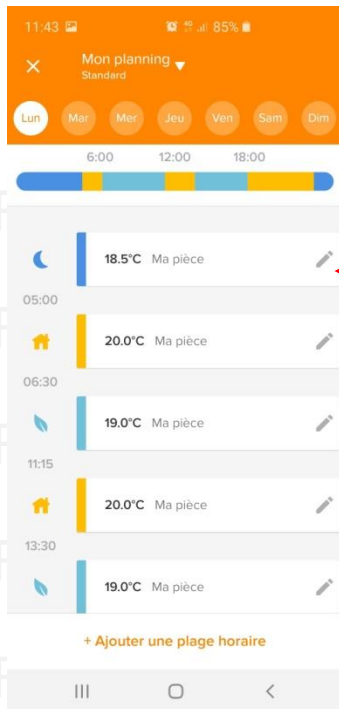 11:43 4G 85%
Mon planning
Standard
Lun Mar Mer Jeu Ven Sam Dim
6:00 12:00 18:00
18.5°C Ma pièce
05:00
20.0°C Ma pièce
06:30
19.0°C Ma pièce
11:15
20.0°C Ma pièce
13:30
19.0°C Ma pièce
+ Ajouter une plage horaire